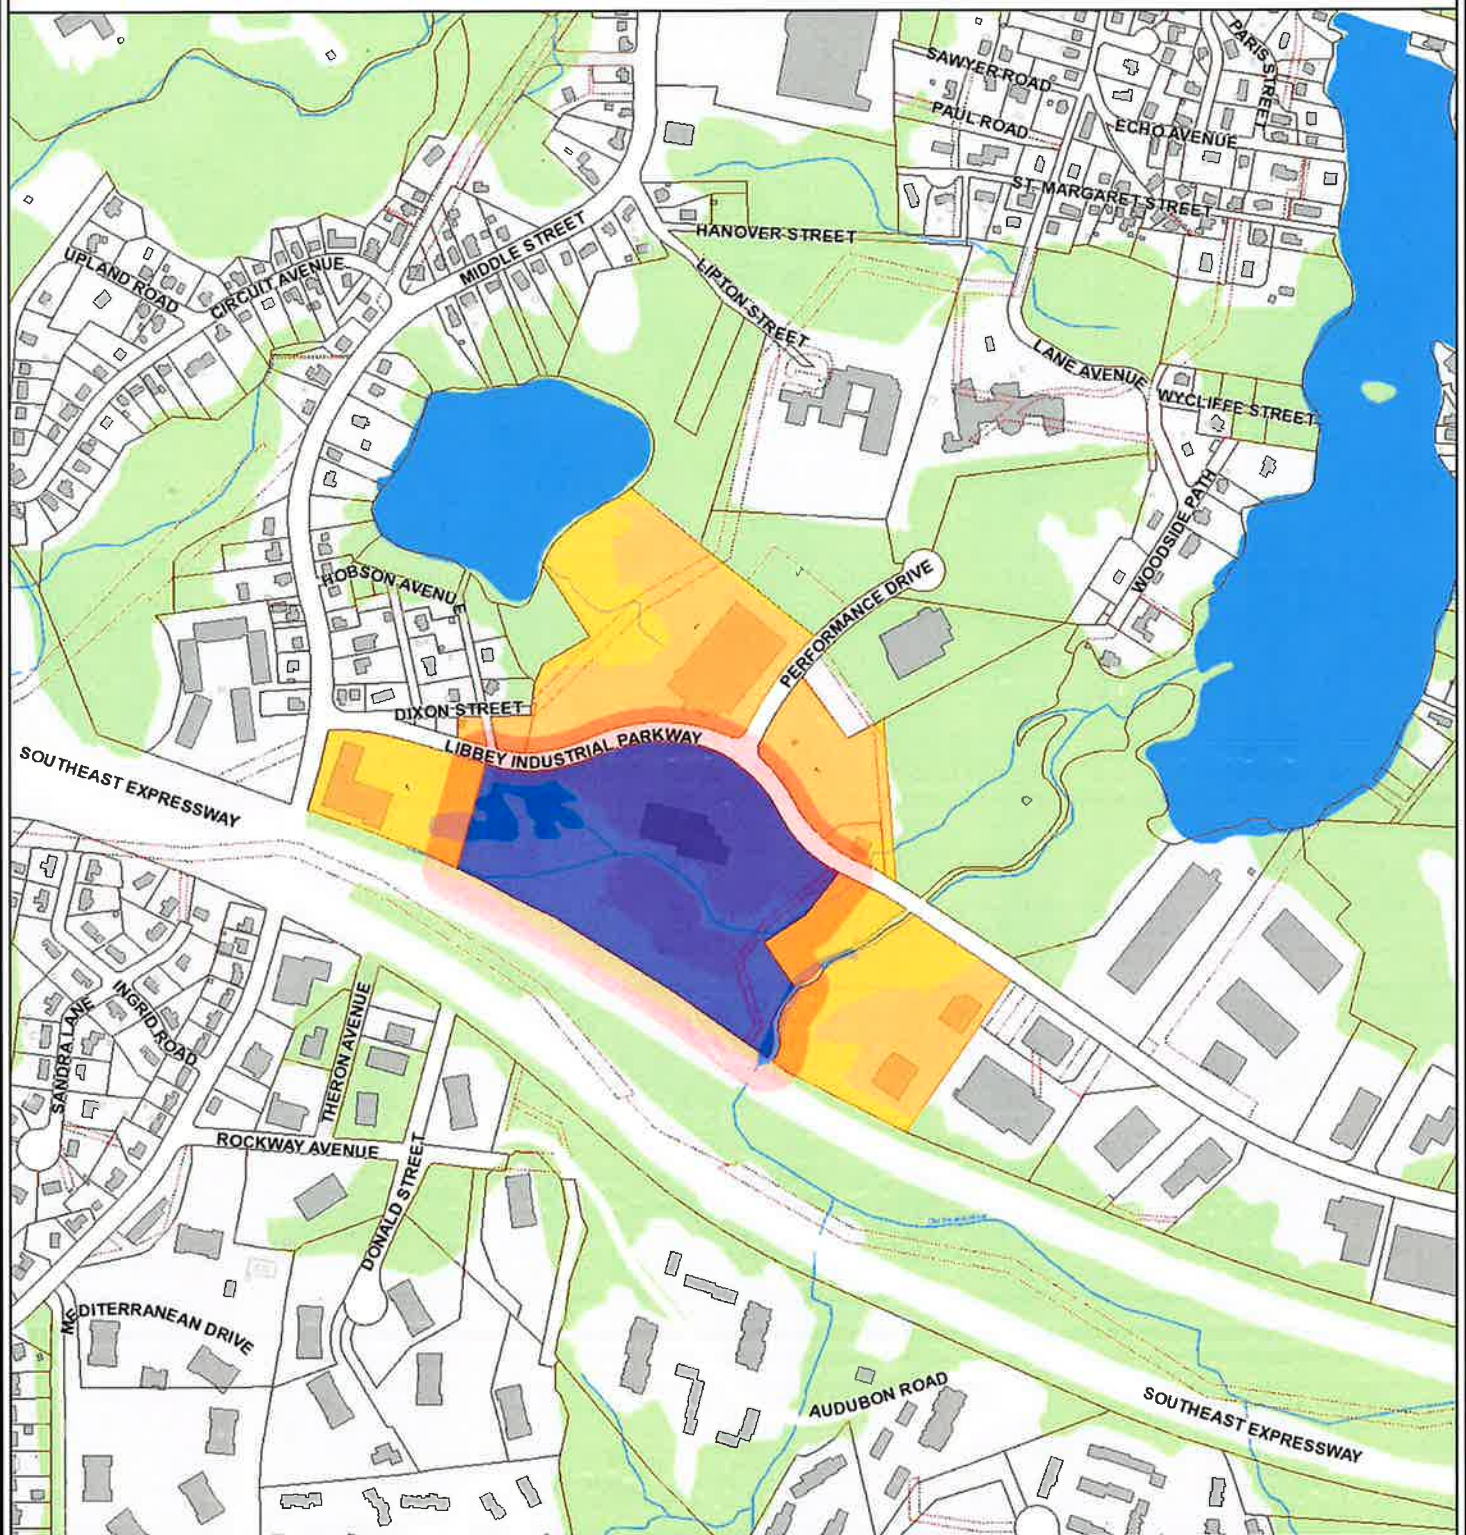 PARIS STREET
SAWYER ROAD
PAUL ROAD
ECHO AVENUE
ST. MARGARET STREET
HANOVER STREET
MIDDLE STREET
UPLAND ROAD
CIRCUIT AVENUE
LIPTON STREET
LANE AVENUE
WYCLIFFE STREET
WOODSIDE PATH
HOBSON AVENUE
PERFORMANCE DRIVE
DIXON STREET
LIBBEY INDUSTRIAL PARKWAY
SOUTHEAST EXPRESSWAY
INGRID ROAD
SANDRA LANE
THERON AVENUE
ROCKWAY AVENUE
DONALD STREET
MEDITERRANEAN DRIVE
AUDUBON ROAD
SOUTHEAST EXPRESSWAY